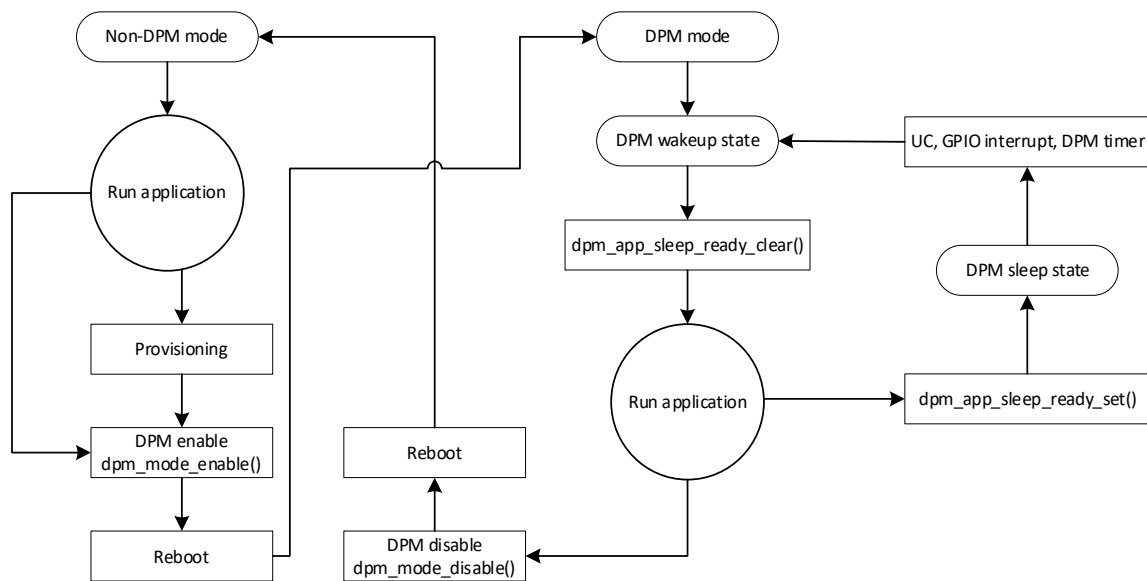 Non-DPM mode
Run application
Provisioning
DPM enable
dpm_mode_enable()
Reboot
Reboot
DPM disable
dpm_mode_disable()
DPM mode
DPM wakeup state
dpm_app_sleep_ready_clear()
Run application
UC, GPIO interrupt, DPM timer
DPM sleep state
dpm_app_sleep_ready_set()